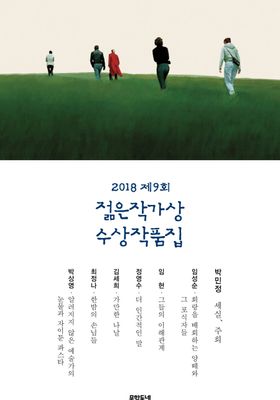 2018 제9회
젊은작가상
수상작품집
박민정 세실, 주희
임성순 회랑을 배회하는 양떼와
그 포식자들
임 현 그들의 이해관계
정영수 더 인간적인 말
김세희 가만한 나날
최정나 한밤의 손님들
박상영 알려지지 않은 예술가의
눈물과 자이툰 파스타
문학동네